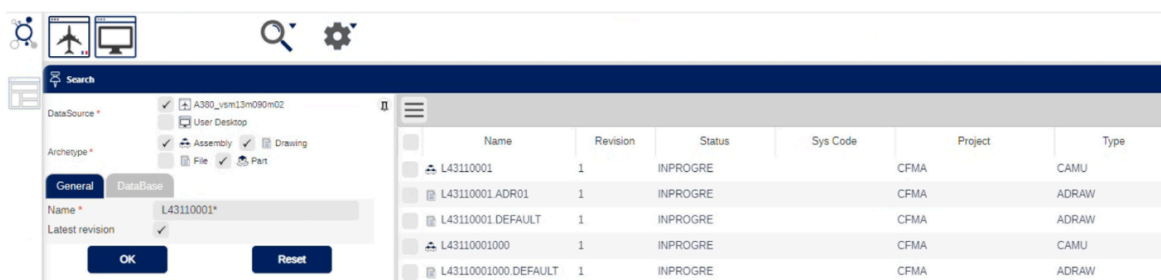 Search
DataSource *
A380_vsm13m090m02
User Desktop
Archetype *
Assembly Drawing
File Part
General DataBase
Name * L43110001*
Latest revision
OK Reset
Name Revision Status Sys Code Project Type
L43110001 1 INPROGRE CFMA CAMU
L43110001.ADR01 1 INPROGRE CFMA ADRAW
L43110001.DEFAULT 1 INPROGRE CFMA ADRAW
L43110001000 1 INPROGRE CFMA CAMU
L43110001000.DEFAULT 1 INPROGRE CFMA ADRAW